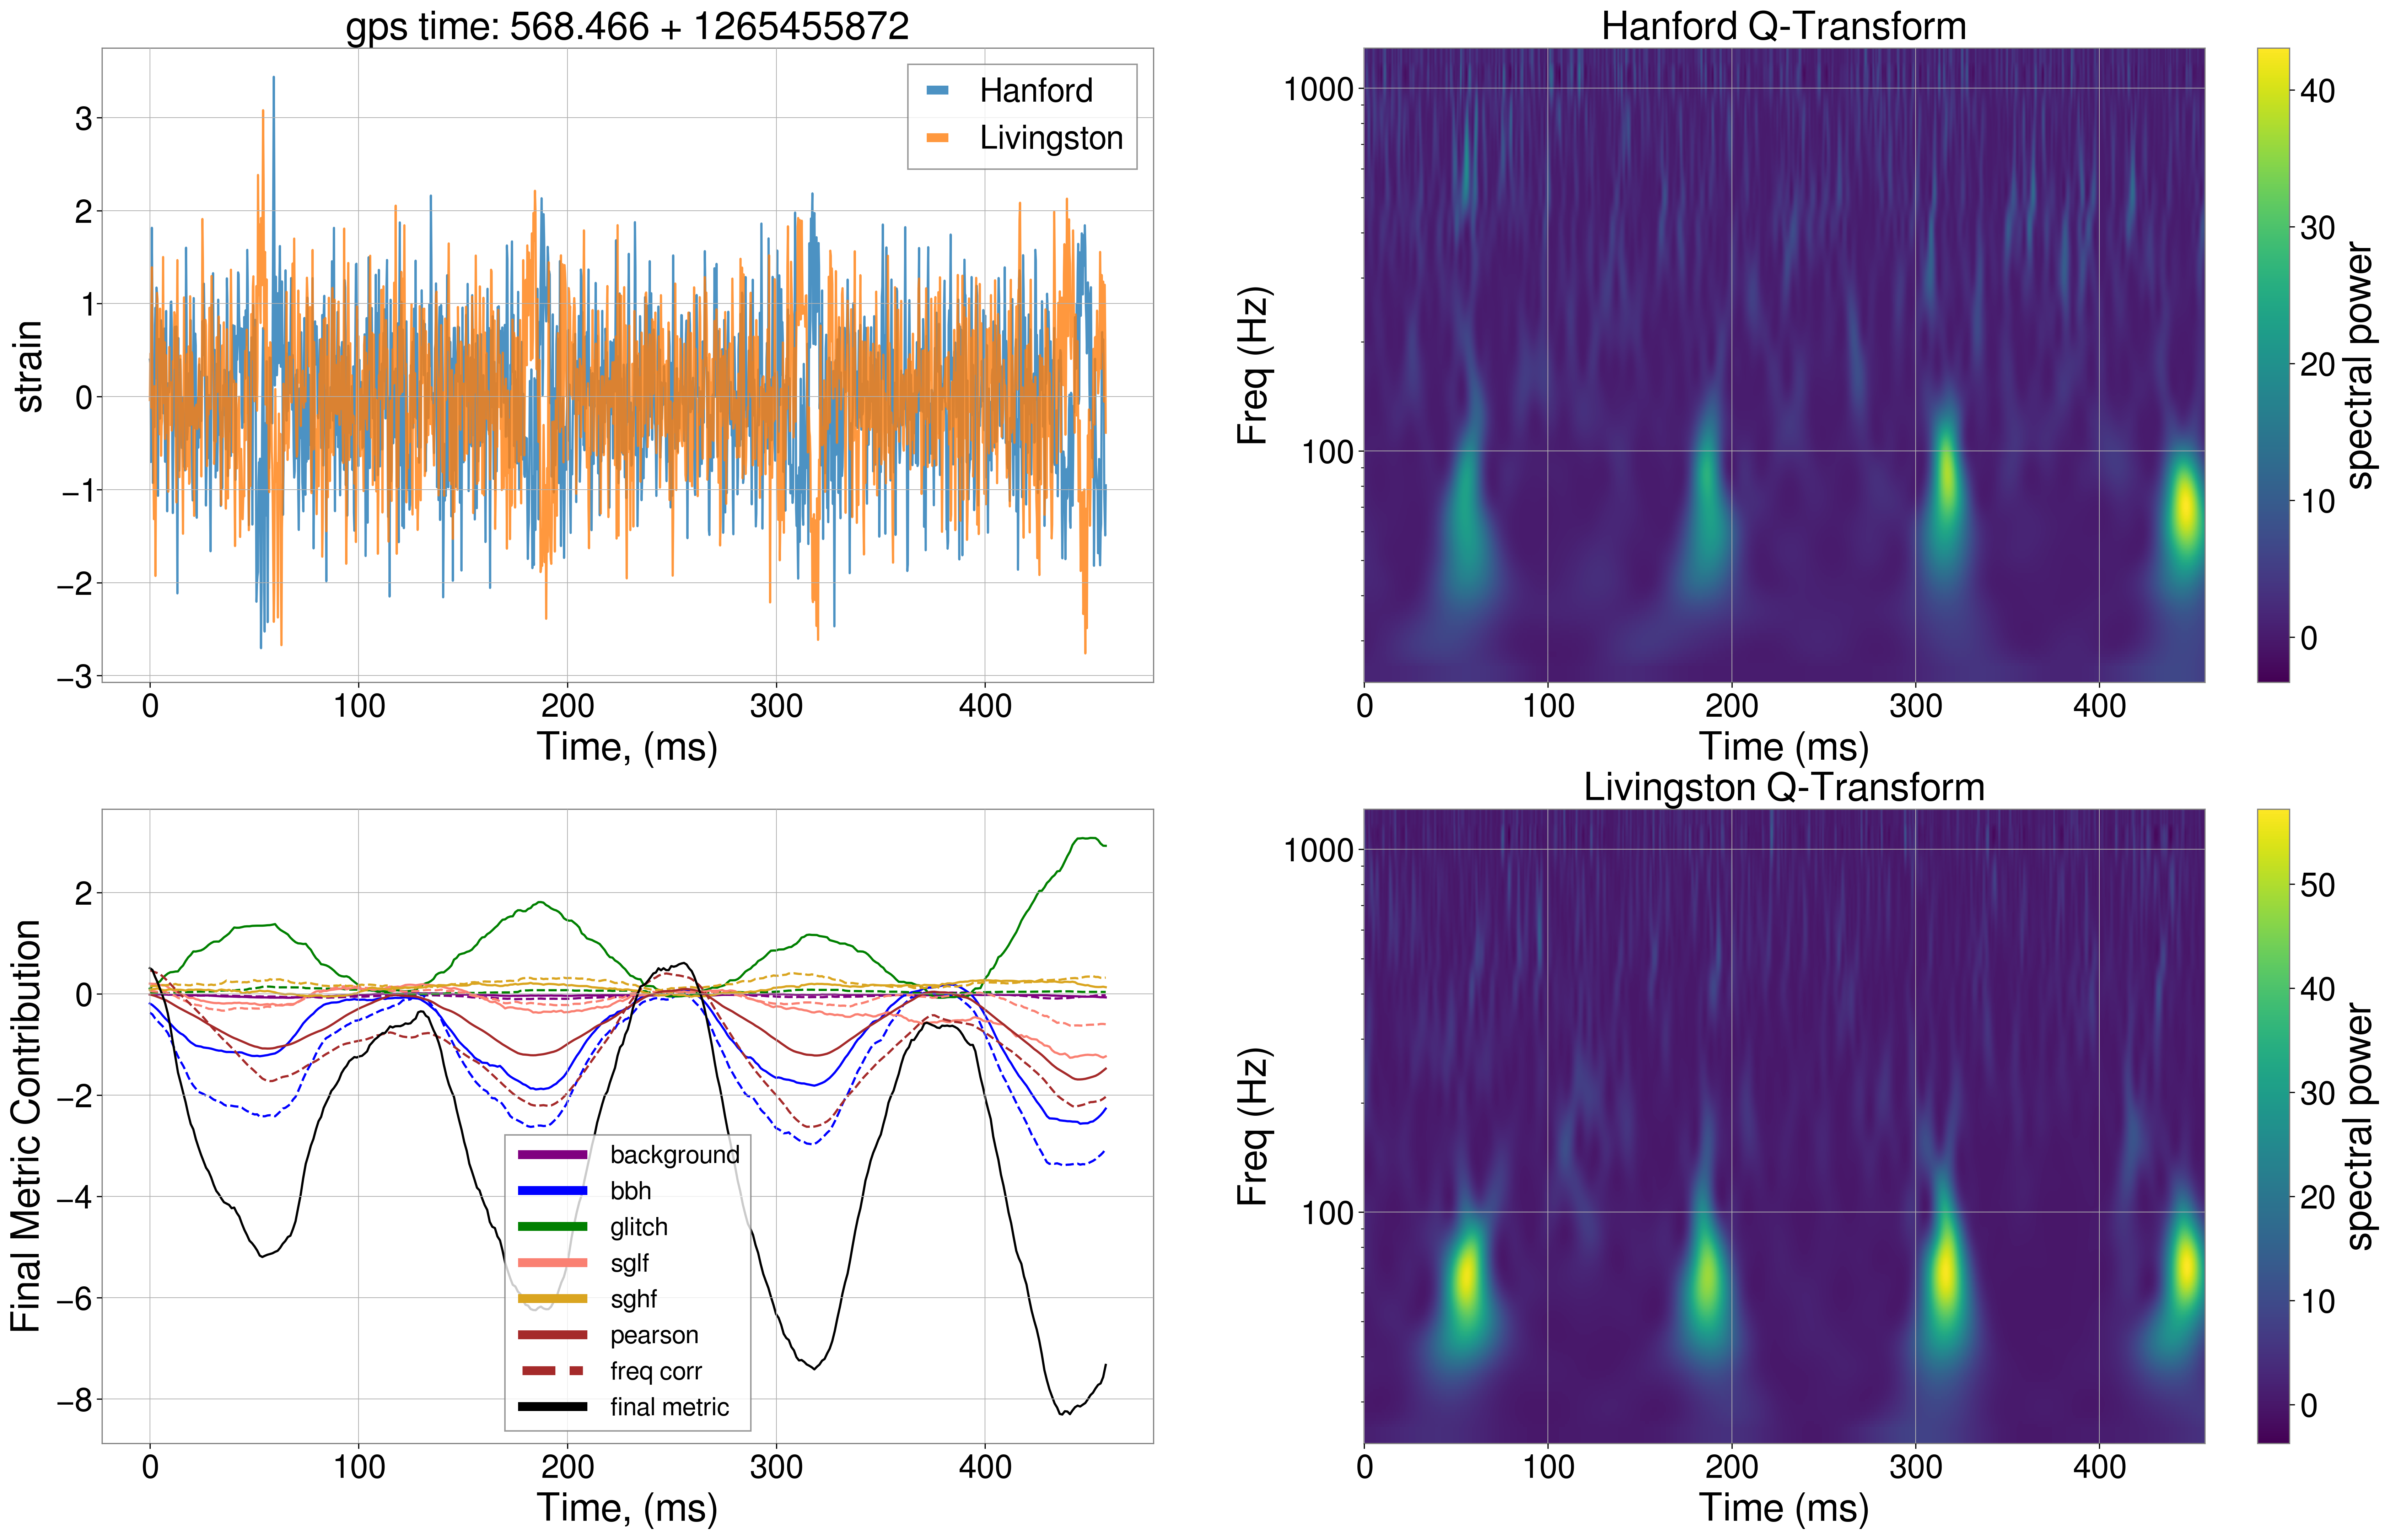 gps time: 568.466 + 1265455872
3
2
1
0
−1
−2
−3
strain
0
100
200
300
400
Time, (ms)
Hanford
Livingston
Hanford Q-Transform
1000
100
Freq (Hz)
0
100
200
300
400
Time (ms)
40
30
20
10
0
spectral power
2
0
−2
−4
−6
−8
Final Metric Contribution
0
100
200
300
400
Time, (ms)
background
bbh
glitch
sglf
sghf
pearson
freq corr
final metric
Livingston Q-Transform
1000
100
Freq (Hz)
0
100
200
300
400
Time (ms)
50
40
30
20
10
0
spectral power